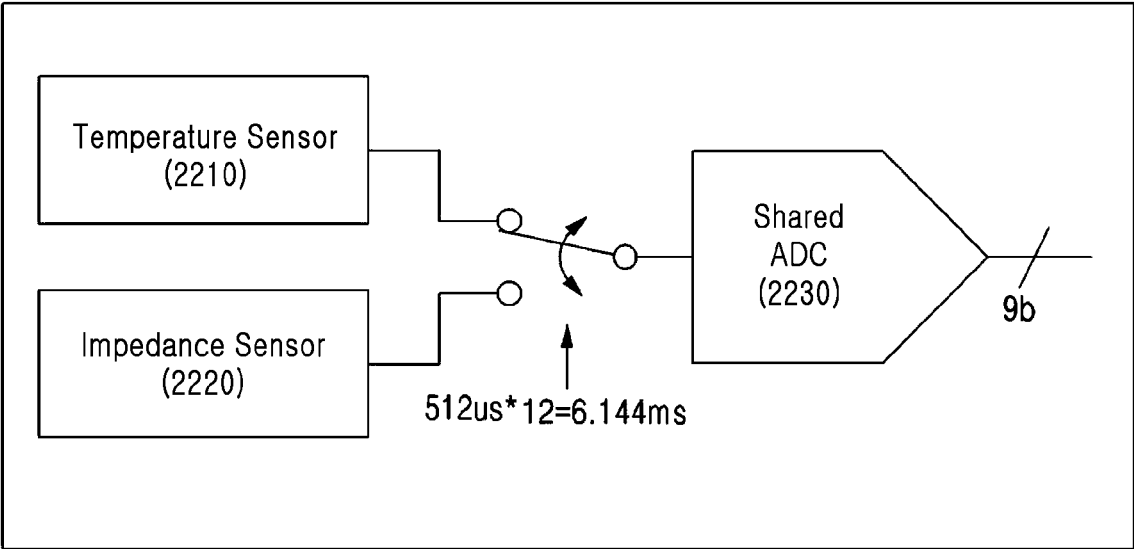 Temperature Sensor
(2210)
Impedance Sensor
(2220)
512us*12=6.144ms
Shared
ADC
(2230)
9b